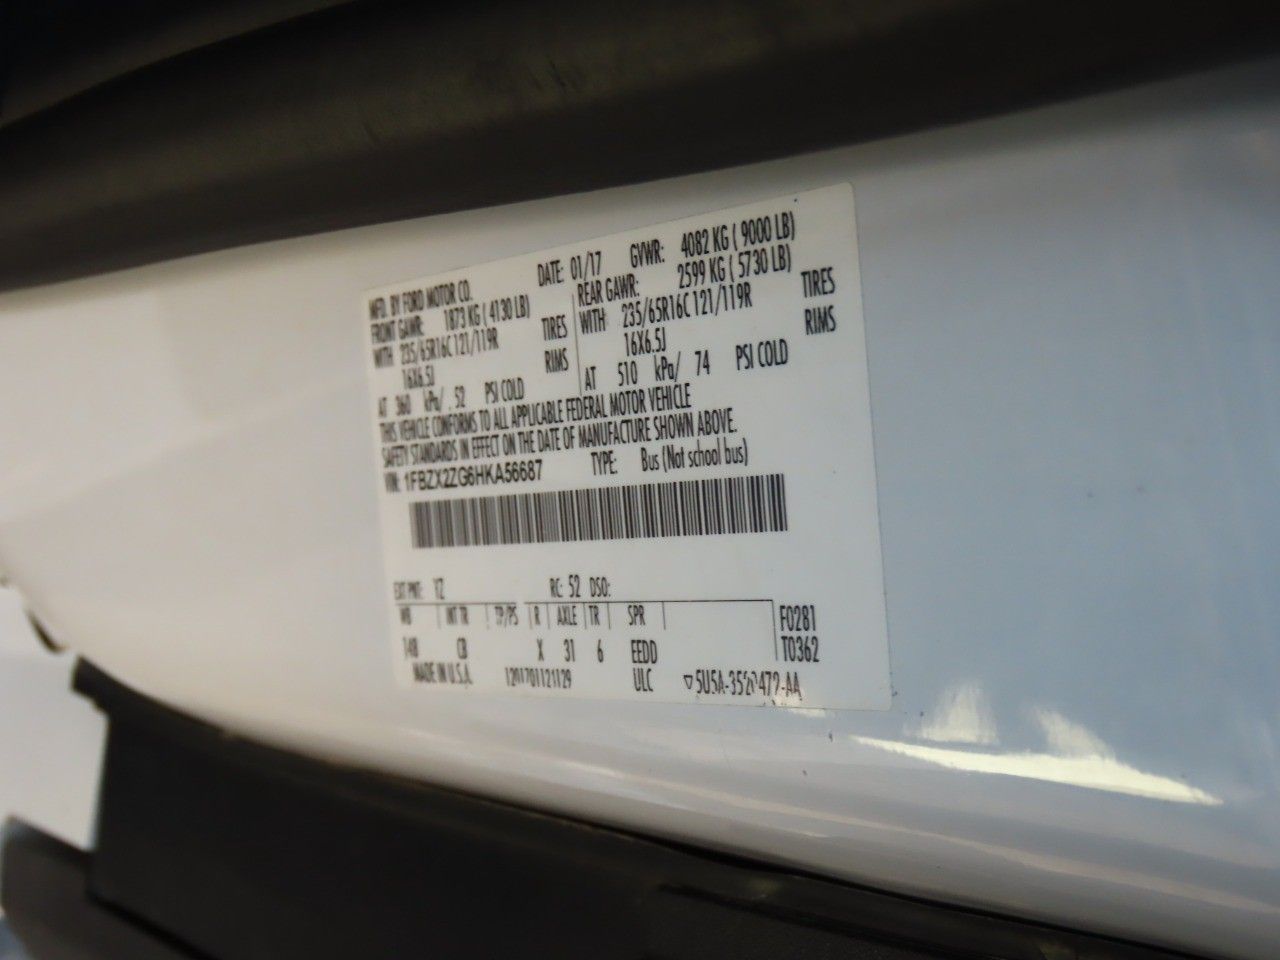 MFD. BY FORD MOTOR CO. DATE: 01/17 GVWR: 4082 KG ( 9000 LB)
FRONT GAWR: 1873 KG ( 4130 LB) REAR GAWR: 2599 KG ( 5730 LB)
WITH 235/65R16C 121/119R TIRES WITH 235/65R16C 121/119R TIRES
16X6.5J RIMS 16X6.5J RIMS
AT 360 kPa/ 52 PSI COLD AT 510 kPa/ 74 PSI COLD
THIS VEHICLE CONFORMS TO ALL APPLICABLE FEDERAL MOTOR VEHICLE
SAFETY STANDARDS IN EFFECT ON THE DATE OF MANUFACTURE SHOWN ABOVE.
VIN: 1FBZX2ZG6HKA56687 TYPE: Bus (Not school bus)
EXT PNT: YZ RC: 52 DSO:
WB INT TR TP/PS R AXLE TR SPR F0281
148 CB X 31 6 EEDD T0362
MADE IN U.S.A. 1201701121129 ULC